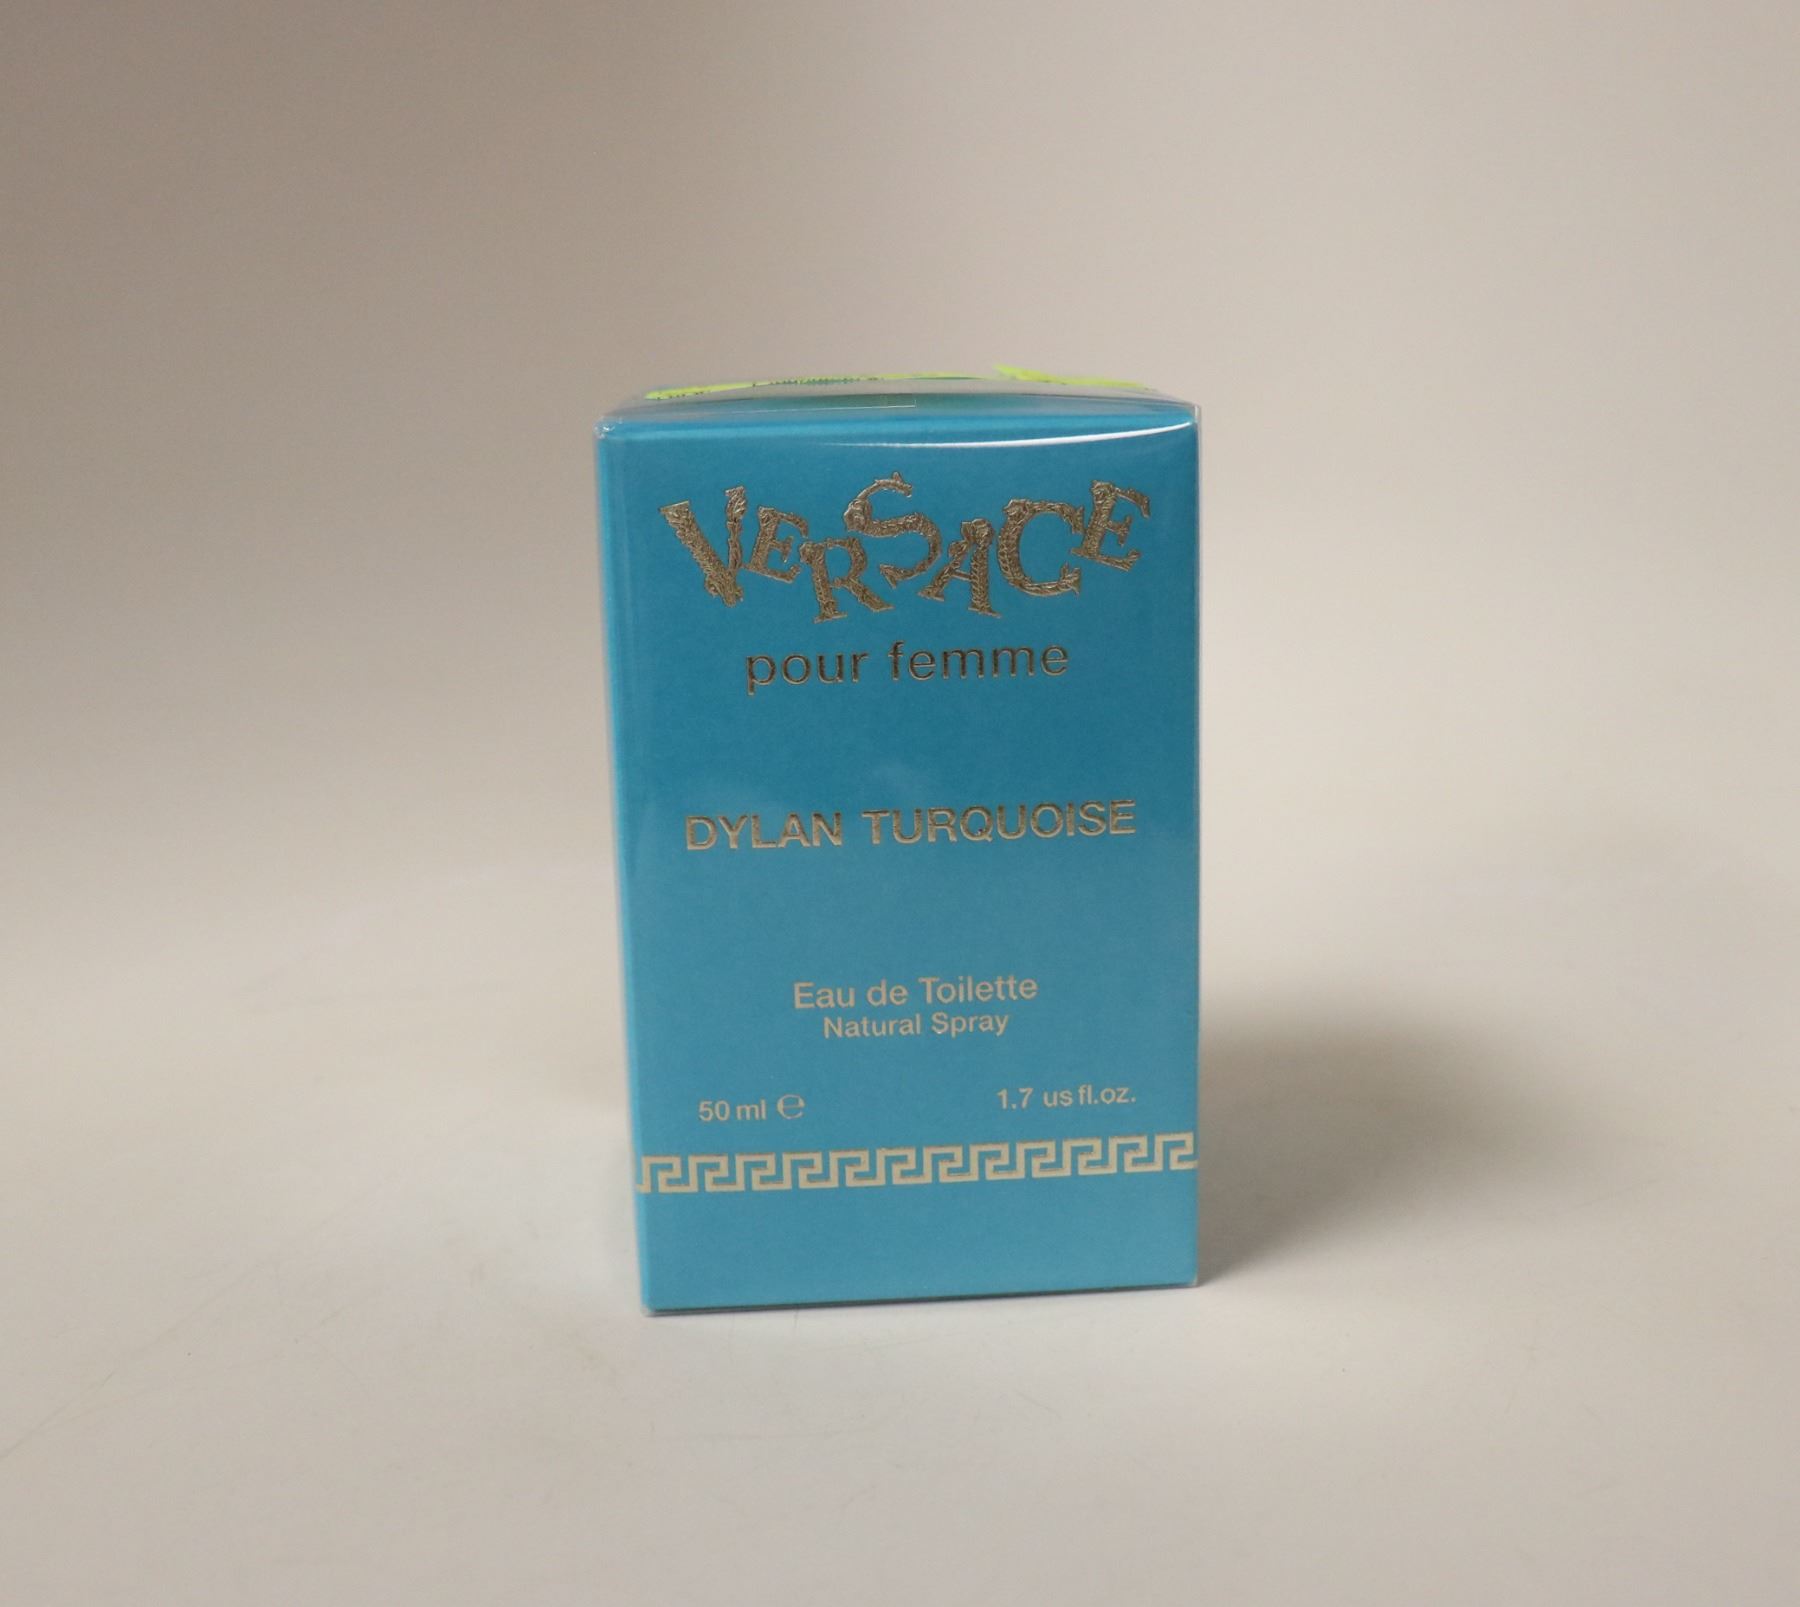 VERSACE
pour femme
DYLAN TURQUOISE
Eau de Toilette
Natural Spray
50 ml ℮
1.7 us fl.oz.